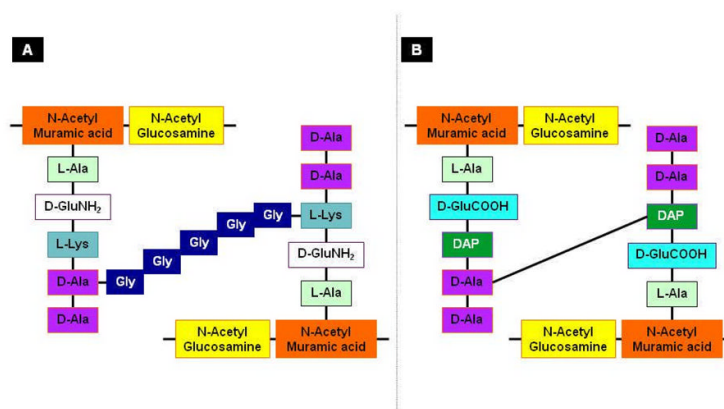 A
N-Acetyl
Muramic acid
N-Acetyl
Glucosamine
L-Ala
D-GluNH₂
L-Lys
D-Ala
D-Ala
Gly
Gly
Gly
Gly
Gly
D-Ala
D-Ala
L-Lys
D-GluNH₂
L-Ala
N-Acetyl
Glucosamine
N-Acetyl
Muramic acid
B
N-Acetyl
Muramic acid
N-Acetyl
Glucosamine
L-Ala
D-GluCOOH
DAP
D-Ala
D-Ala
D-Ala
D-Ala
DAP
D-GluCOOH
L-Ala
N-Acetyl
Glucosamine
N-Acetyl
Muramic acid